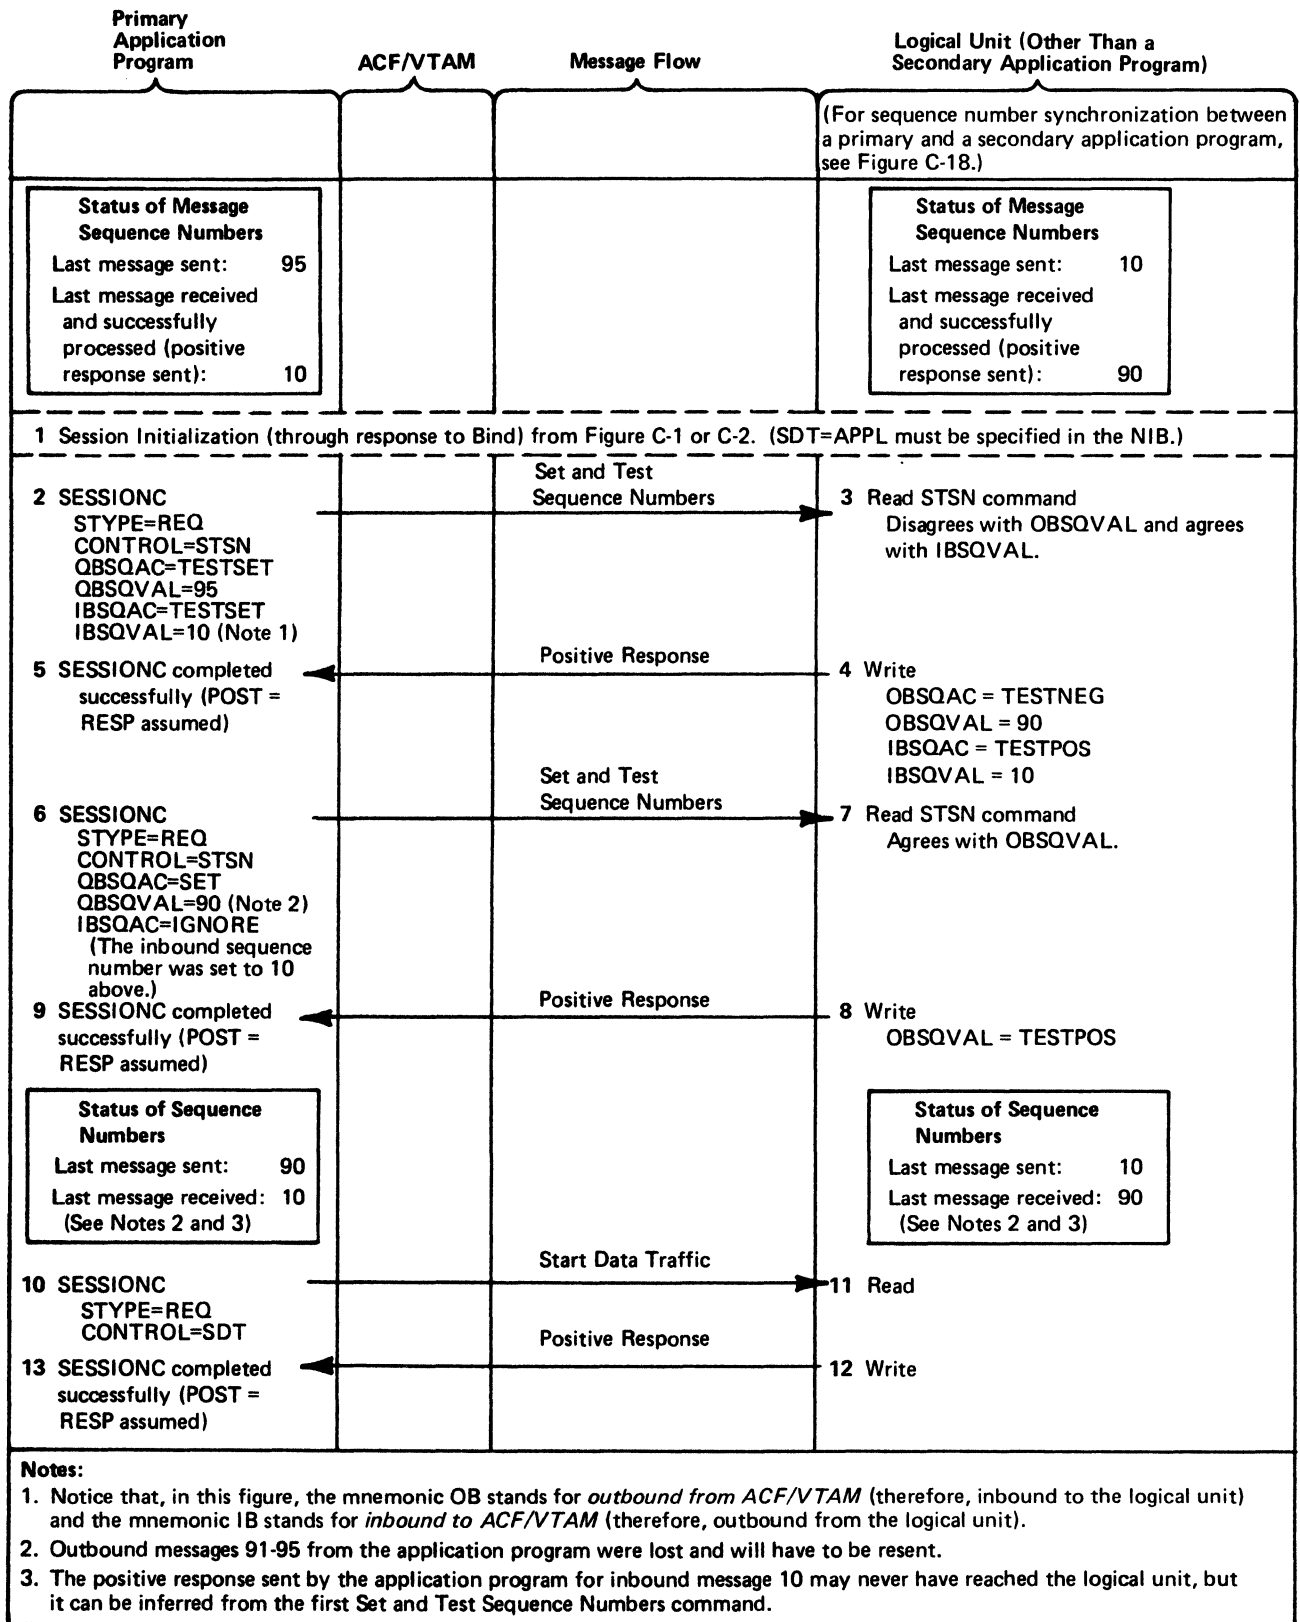 Primary
Application
Program
ACF/VTAM
Message Flow
Logical Unit (Other Than a
Secondary Application Program)
(For sequence number synchronization between
a primary and a secondary application program,
see Figure C-18.)
Status of Message
Sequence Numbers
Last message sent: 95
Last message received
and successfully
processed (positive
response sent): 10
Status of Message
Sequence Numbers
Last message sent: 10
Last message received
and successfully
processed (positive
response sent): 90
1 Session Initialization (through response to Bind) from Figure C-1 or C-2. (SDT=APPL must be specified in the NIB.)
2 SESSIONC
STYPE=REQ
CONTROL=STSN
QBSQAC=TESTSET
QBSQVAL=95
IBSQAC=TESTSET
IBSQVAL=10 (Note 1)
Set and Test
Sequence Numbers
3 Read STSN command
Disagrees with OBSQVAL and agrees
with IBSQVAL.
5 SESSIONC completed
successfully (POST =
RESP assumed)
Positive Response
4 Write
OBSQAC = TESTNEG
OBSQVAL = 90
IBSQAC = TESTPOS
IBSQVAL = 10
6 SESSIONC
STYPE=REQ
CONTROL=STSN
QBSQAC=SET
QBSQVAL=90 (Note 2)
IBSQAC=IGNORE
(The inbound sequence
number was set to 10
above.)
Set and Test
Sequence Numbers
7 Read STSN command
Agrees with OBSQVAL.
9 SESSIONC completed
successfully (POST =
RESP assumed)
Positive Response
8 Write
OBSQVAL = TESTPOS
Status of Sequence
Numbers
Last message sent: 90
Last message received: 10
(See Notes 2 and 3)
Status of Sequence
Numbers
Last message sent: 10
Last message received: 90
(See Notes 2 and 3)
10 SESSIONC
STYPE=REQ
CONTROL=SDT
Start Data Traffic
11 Read
13 SESSIONC completed
successfully (POST =
RESP assumed)
Positive Response
12 Write
Notes:
1. Notice that, in this figure, the mnemonic OB stands for outbound from ACF/VTAM (therefore, inbound to the logical unit)
and the mnemonic IB stands for inbound to ACF/VTAM (therefore, outbound from the logical unit).
2. Outbound messages 91-95 from the application program were lost and will have to be resent.
3. The positive response sent by the application program for inbound message 10 may never have reached the logical unit, but
it can be inferred from the first Set and Test Sequence Numbers command.